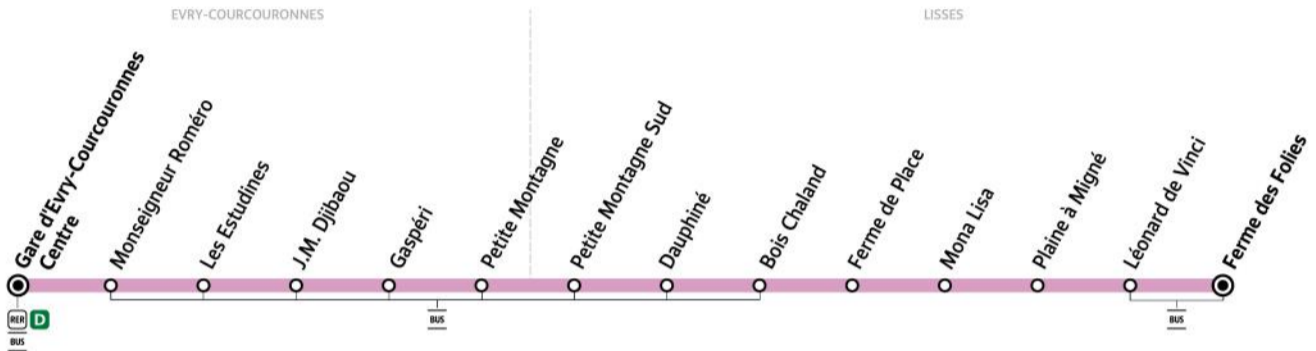 EVRY-COURCOURONNES
LISSES
Gare d'Evry-Courcouronnes
Centre
Monseigneur Roméro
Les Estudines
J.M. Djibaou
Gaspéri
Petite Montagne
Petite Montagne Sud
Dauphiné
Bois Chaland
Ferme de Place
Mona Lisa
Plaine à Migné
Léonard de Vinci
Ferme des Folies
RER D
BUS
BUS
BUS